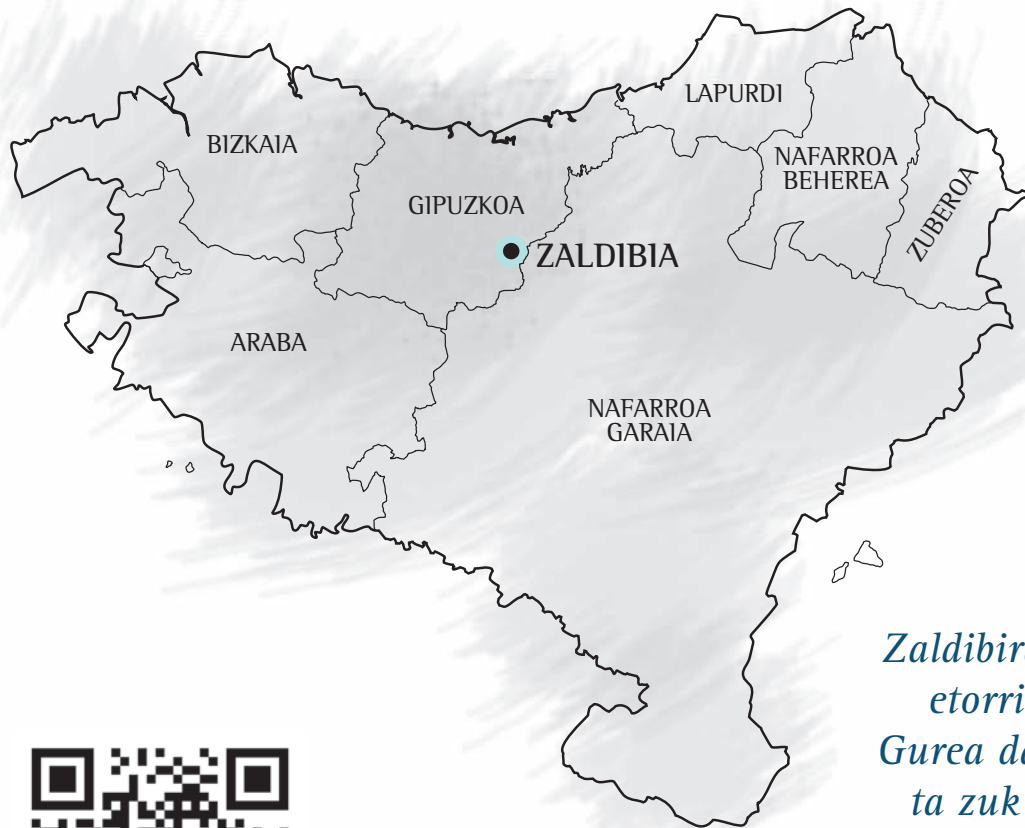 LAPURDI
BIZKAIA
NAFARROA
BEHEREA
GIPUZKOA
ZUBEROA
ZALDIBIA
ARABA
NAFARROA
GARAIA
Zaldibira
etorri
Gurea da
ta zuk